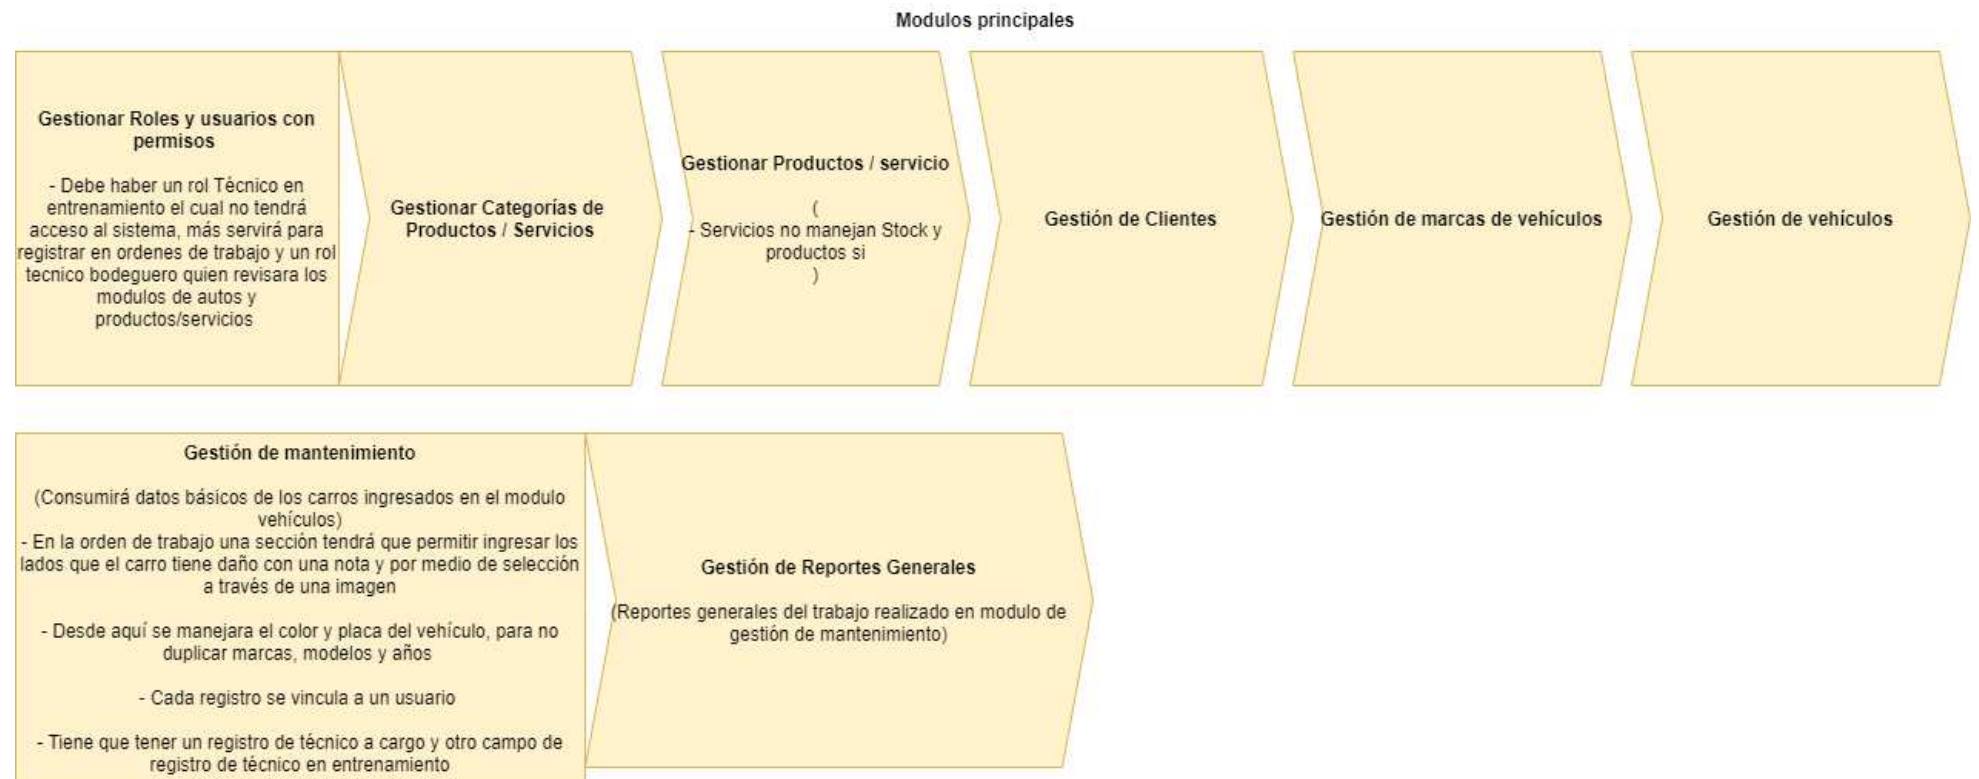 Modulos principales
Gestionar Roles y usuarios con
permisos
- Debe haber un rol Técnico en
entrenamiento el cual no tendrá
acceso al sistema, más servirá para
registrar en ordenes de trabajo y un rol
tecnico bodeguero quien revisara los
modulos de autos y
productos/servicios
Gestionar Categorías de
Productos / Servicios
Gestionar Productos / servicio
(
- Servicios no manejan Stock y
productos si
)
Gestión de Clientes
Gestión de marcas de vehículos
Gestión de vehículos
Gestión de mantenimiento
(Consumirá datos básicos de los carros ingresados en el modulo
vehículos)
- En la orden de trabajo una sección tendrá que permitir ingresar los
lados que el carro tiene daño con una nota y por medio de selección
a través de una imagen
- Desde aquí se manejara el color y placa del vehículo, para no
duplicar marcas, modelos y años
- Cada registro se vincula a un usuario
- Tiene que tener un registro de técnico a cargo y otro campo de
registro de técnico en entrenamiento
Gestión de Reportes Generales
(Reportes generales del trabajo realizado en modulo de
gestión de mantenimiento)